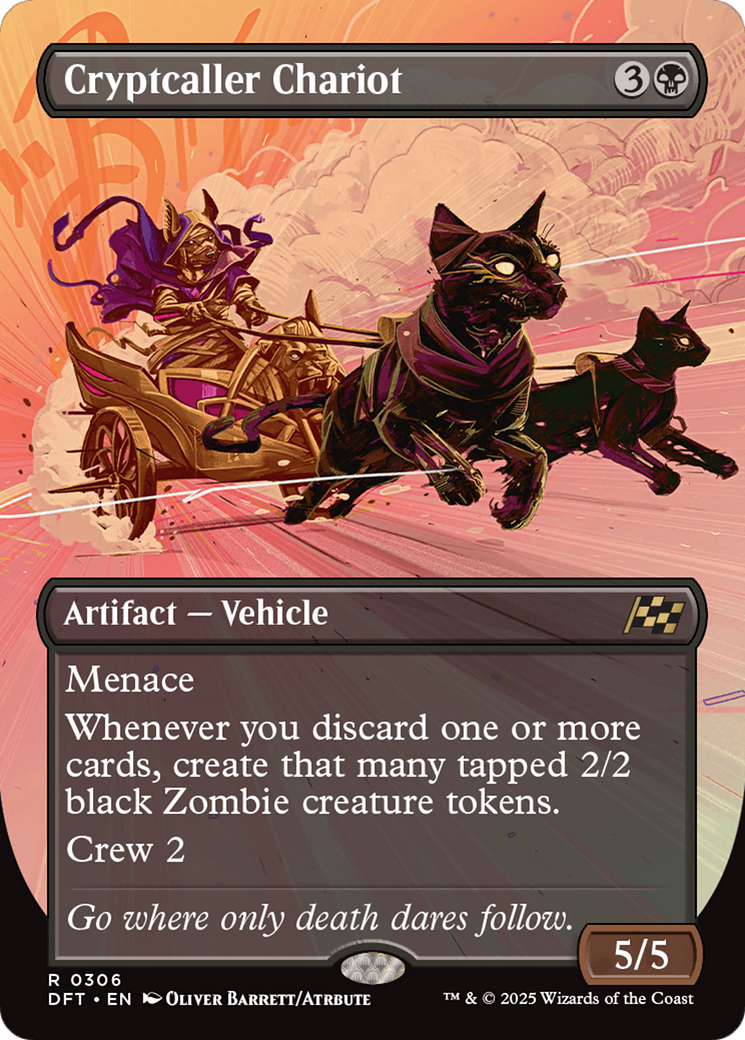 Cryptcaller Chariot 3
Artifact — Vehicle
Menace
Whenever you discard one or more
cards, create that many tapped 2/2
black Zombie creature tokens.
Crew 2
Go where only death dares follow.
5/5
R 0306
DFT • EN Oliver Barrett/Atrbute
™ & © 2025 Wizards of the Coast